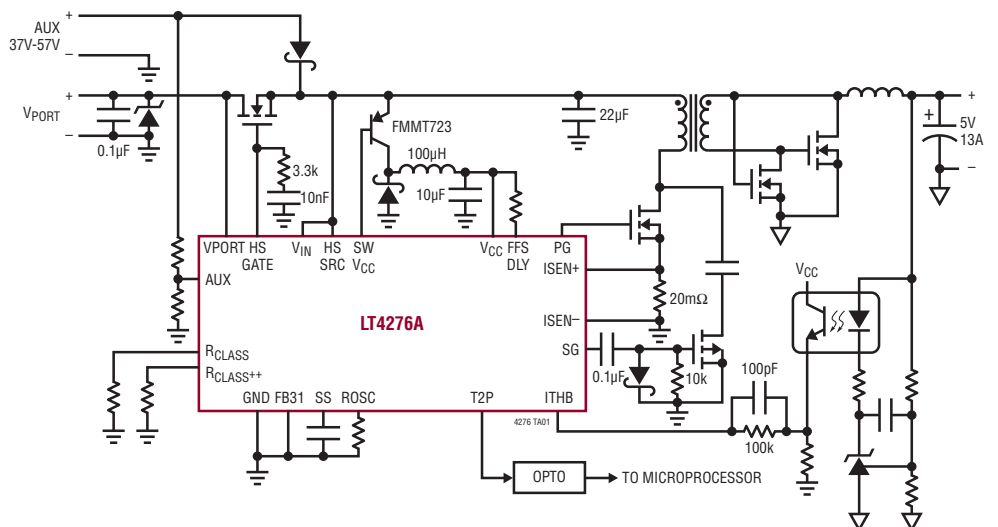 +
AUX
37V-57V
–
+
VPORT
–
0.1µF
3.3k
10nF
FMMT723
100µH
10µF
22µF
+
+
5V
13A
–
VPORT
HS
GATE
VIN
HS
SRC
SW
VCC
VCC
FFS
DLY
PG
AUX
ISEN+
20mΩ
ISEN–
LT4276A
VCC
SG
0.1µF
10k
100pF
100k
RCLASS
RCLASS++
GND
FB31
SS
ROSC
T2P
ITHB
4276 TA01
OPTO
TO MICROPROCESSOR